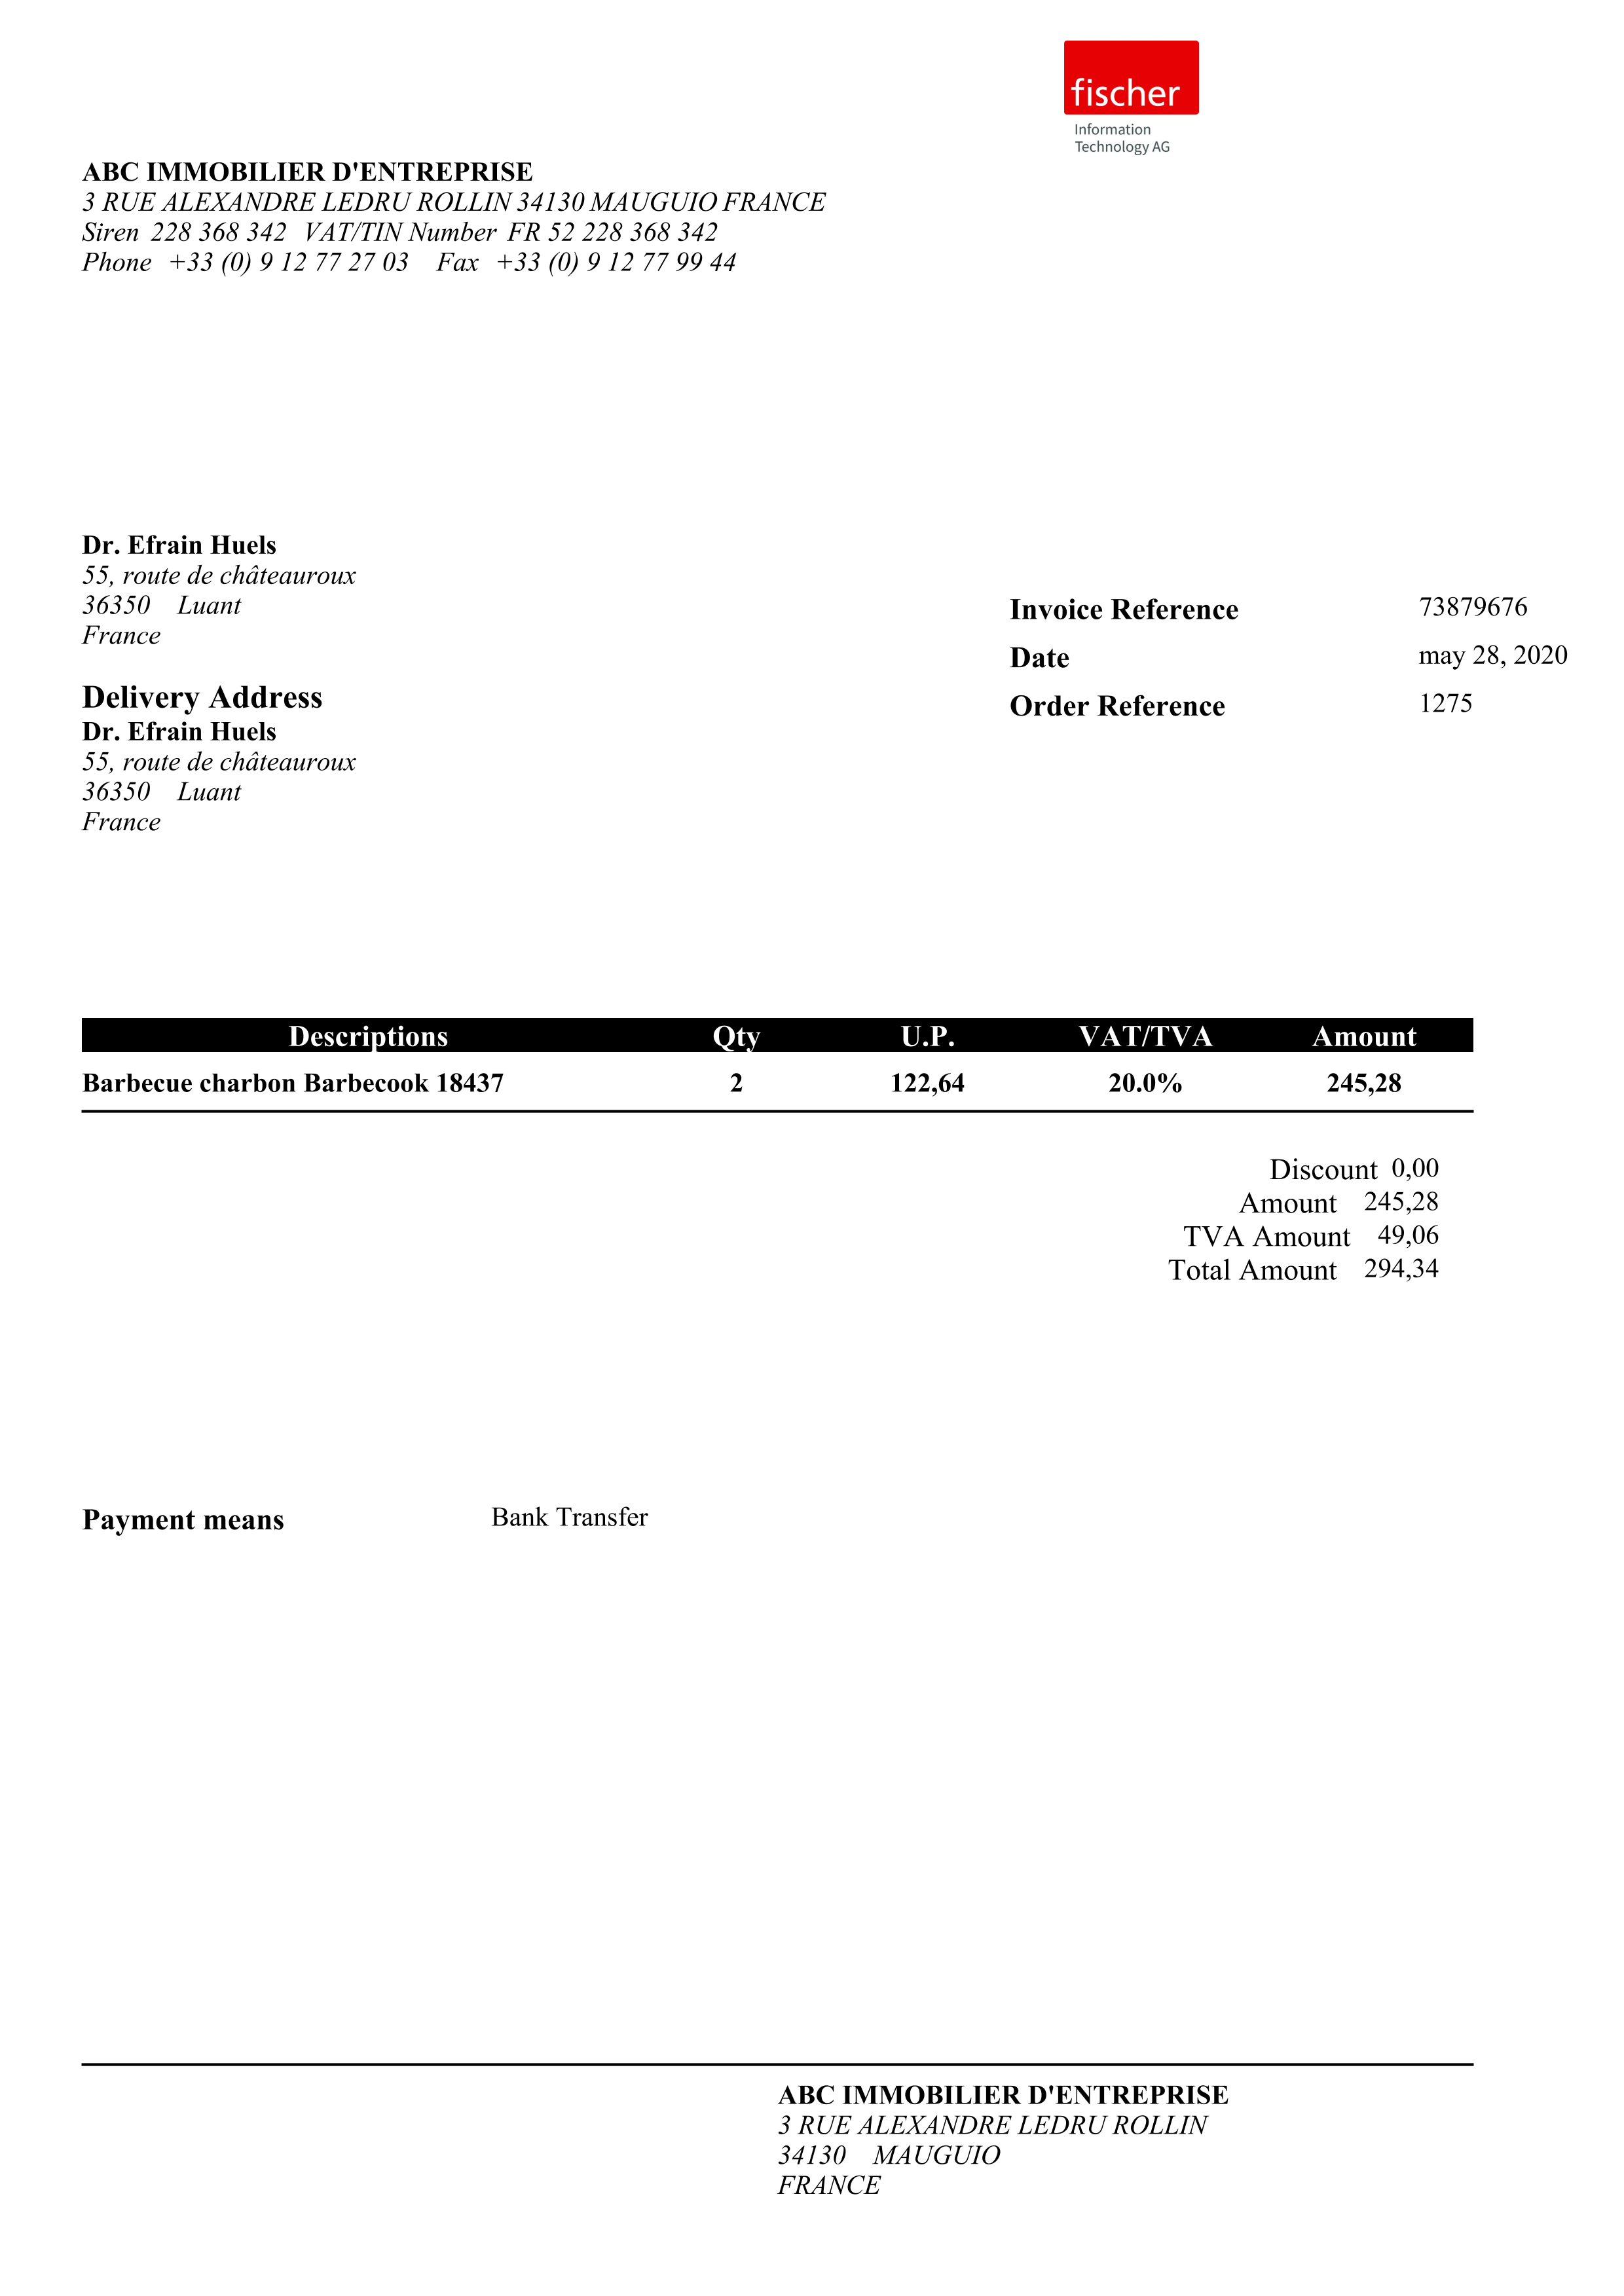 fischer
Information
Technology AG
ABC IMMOBILIER D'ENTREPRISE
3 RUE ALEXANDRE LEDRU ROLLIN 34130 MAUGUIO FRANCE
Siren 228 368 342 VAT/TIN Number FR 52 228 368 342
Phone +33 (0) 9 12 77 27 03 Fax +33 (0) 9 12 77 99 44
Dr. Efrain Huels
55, route de châteauroux
36350 Luant
France
Invoice Reference 73879676
Date may 28, 2020
Order Reference 1275
Delivery Address
Dr. Efrain Huels
55, route de châteauroux
36350 Luant
France
Descriptions Qty U.P. VAT/TVA Amount
Barbecue charbon Barbecook 18437 2 122,64 20.0% 245,28
Discount 0,00
Amount 245,28
TVA Amount 49,06
Total Amount 294,34
Payment means Bank Transfer
ABC IMMOBILIER D'ENTREPRISE
3 RUE ALEXANDRE LEDRU ROLLIN
34130 MAUGUIO
FRANCE